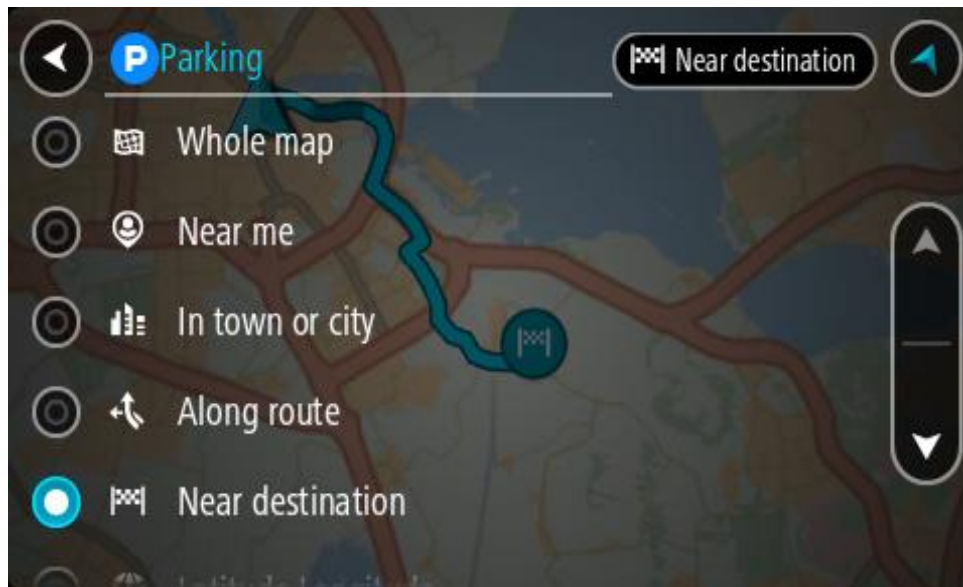 P Parking
Near destination
Whole map
Near me
In town or city
Along route
Near destination